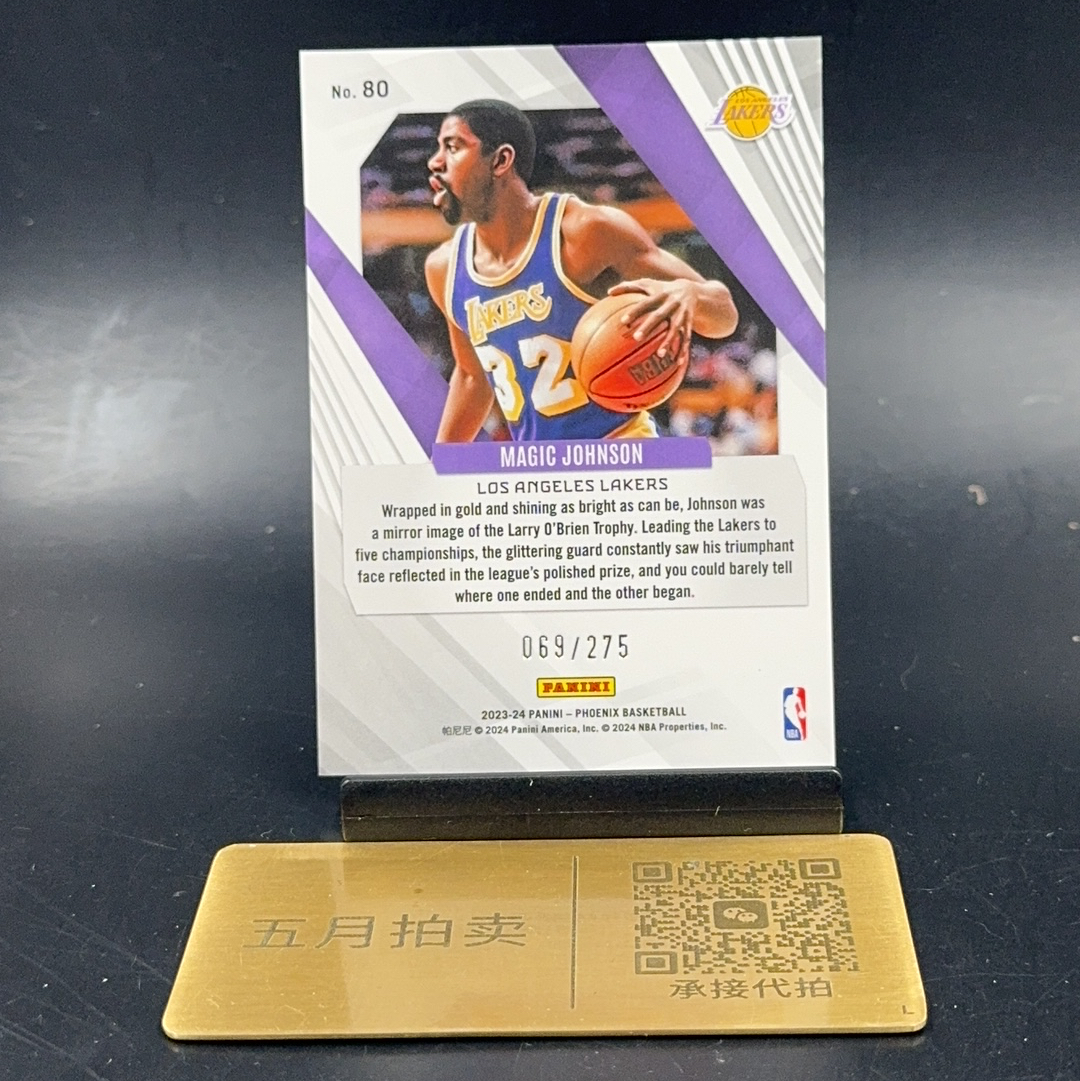 No. 80
LOS ANGELES
LAKERS
LAKERS
32
MAGIC JOHNSON
LOS ANGELES LAKERS
Wrapped in gold and shining as bright as can be, Johnson was
a mirror image of the Larry O'Brien Trophy. Leading the Lakers to
five championships, the glittering guard constantly saw his triumphant
face reflected in the league's polished prize, and you could barely tell
where one ended and the other began.
069/275
PANINI
2023-24 PANINI – PHOENIX BASKETBALL
帕尼尼 © 2024 Panini America, Inc. © 2024 NBA Properties, Inc.
NBA
五月拍卖
承接代拍
L